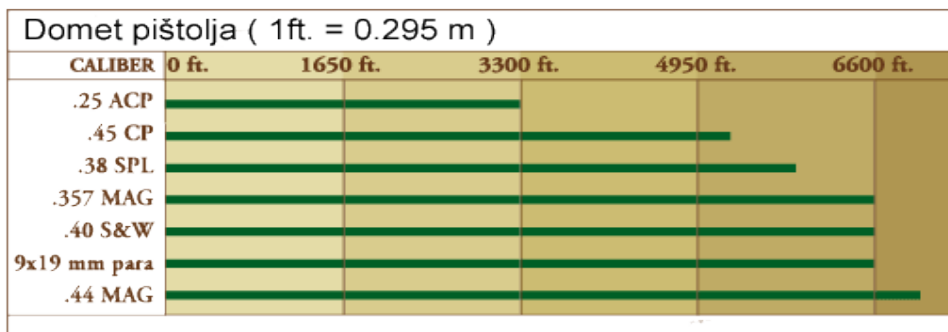 Domet pištolja ( 1ft. = 0.295 m )
CALIBER 0 ft. 1650 ft. 3300 ft. 4950 ft. 6600 ft.
.25 ACP
.45 CP
.38 SPL
.357 MAG
.40 S&W
9x19 mm para
.44 MAG